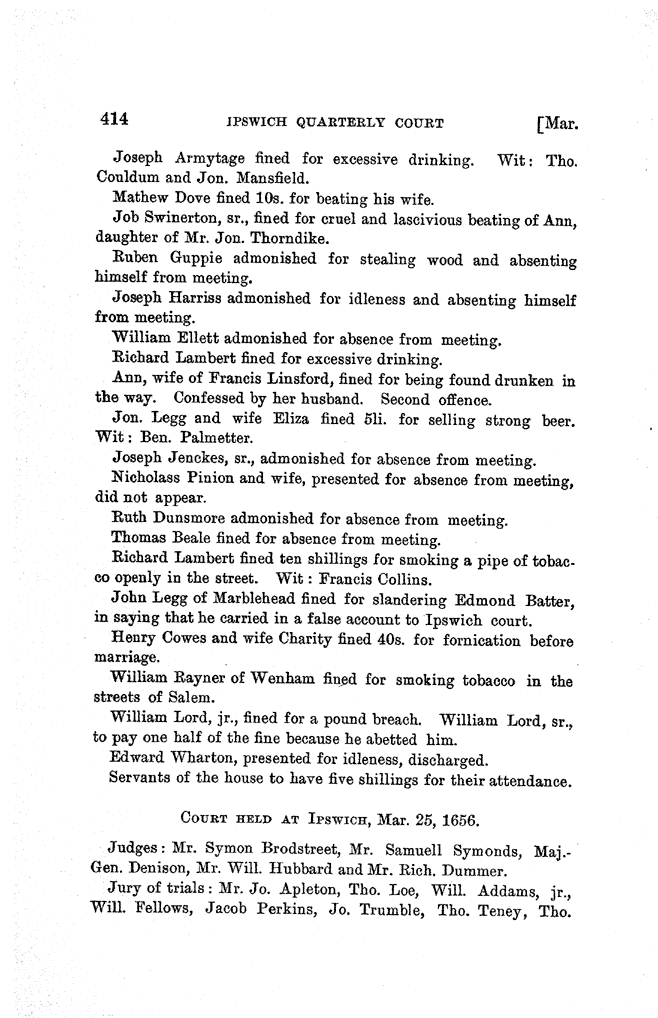 414 IPSWICH QUARTERLY COURT [Mar.
Joseph Armytage fined for excessive drinking. Wit: Tho.
Couldum and Jon. Mansfield.
Mathew Dove fined 10s. for beating his wife.
Job Swinerton, sr., fined for cruel and lascivious beating of Ann,
daughter of Mr. Jon. Thorndike.
Ruben Guppie admonished for stealing wood and absenting
himself from meeting.
Joseph Harriss admonished for idleness and absenting himself
from meeting.
William Ellett admonished for absence from meeting.
Richard Lambert fined for excessive drinking.
Ann, wife of Francis Linsford, fined for being found drunken in
the way. Confessed by her husband. Second offence.
Jon. Legg and wife Eliza fined 5li. for selling strong beer.
Wit: Ben. Palmetter.
Joseph Jenckes, sr., admonished for absence from meeting.
Nicholass Pinion and wife, presented for absence from meeting,
did not appear.
Ruth Dunsmore admonished for absence from meeting.
Thomas Beale fined for absence from meeting.
Richard Lambert fined ten shillings for smoking a pipe of tobac-
co openly in the street. Wit: Francis Collins.
John Legg of Marblehead fined for slandering Edmond Batter,
in saying that he carried in a false account to Ipswich court.
Henry Cowes and wife Charity fined 40s. for fornication before
marriage.
William Rayner of Wenham fined for smoking tobacco in the
streets of Salem.
William Lord, jr., fined for a pound breach. William Lord, sr.,
to pay one half of the fine because he abetted him.
Edward Wharton, presented for idleness, discharged.
Servants of the house to have five shillings for their attendance.
COURT HELD AT IPSWICH, MAR. 25, 1656.
Judges: Mr. Symon Brodstreet, Mr. Samuell Symonds, Maj.-
Gen. Denison, Mr. Will. Hubbard and Mr. Rich. Dummer.
Jury of trials: Mr. Jo. Apleton, Tho. Loe, Will. Addams, jr.,
Will. Fellows, Jacob Perkins, Jo. Trumble, Tho. Teney, Tho.